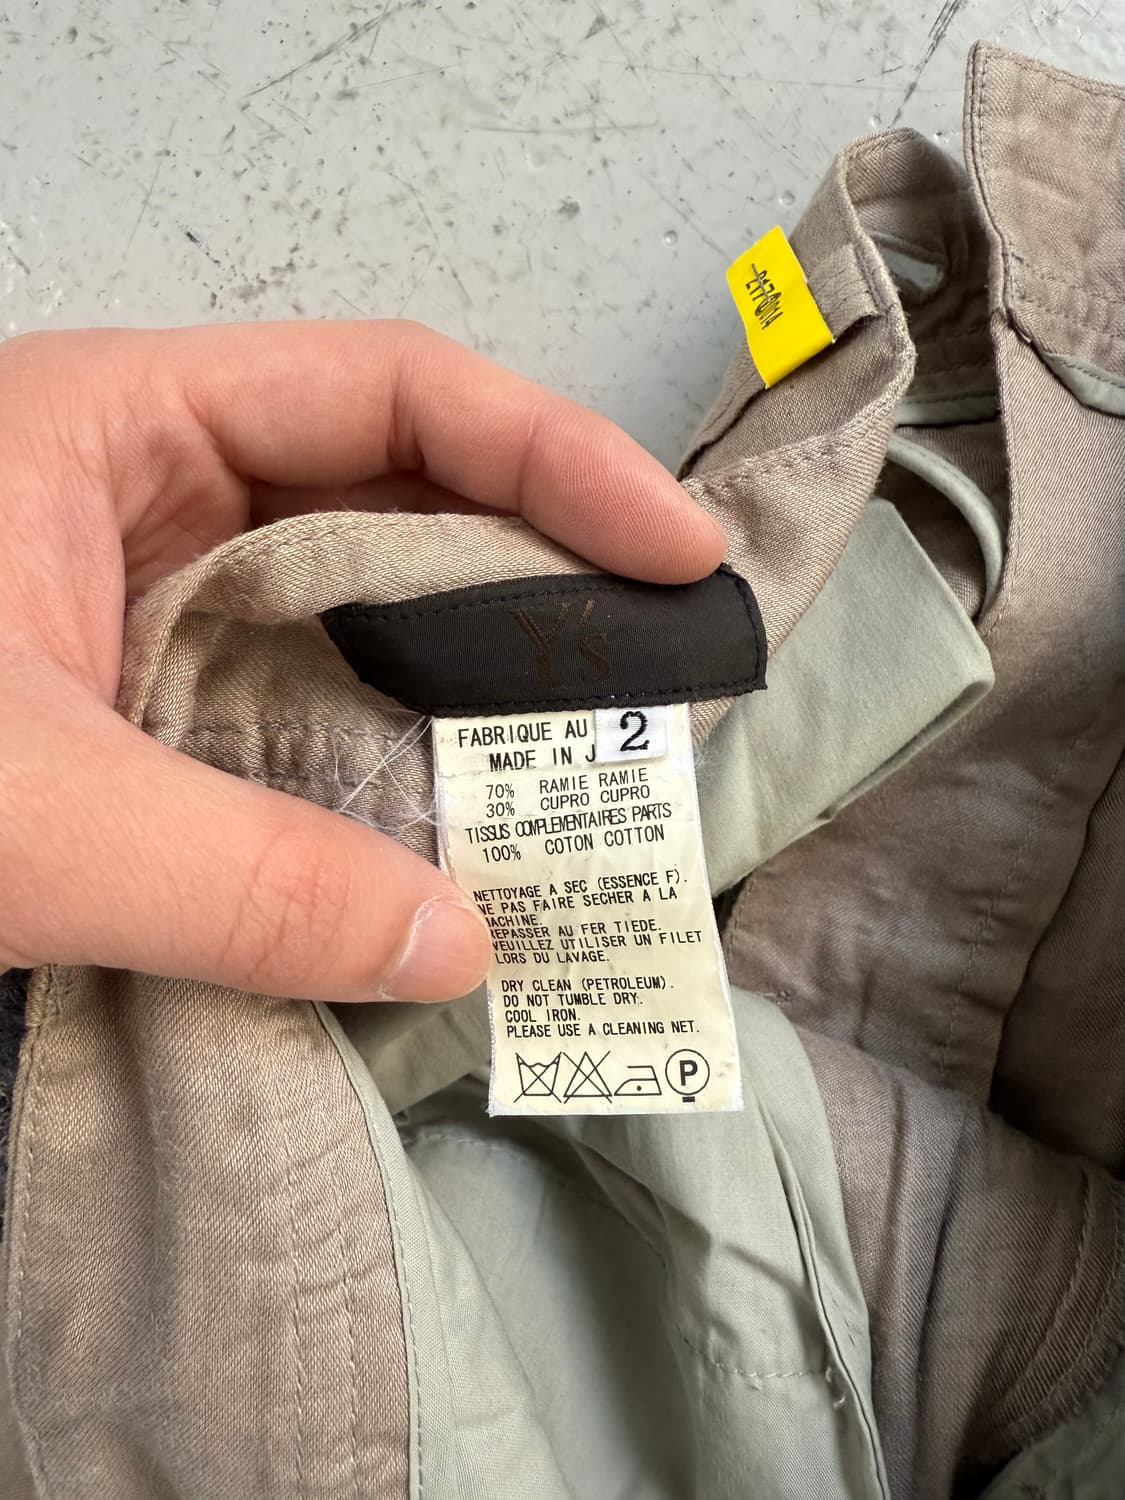 Y's
2
FABRIQUE AU
MADE IN J
70% RAMIE RAMIE
30% CUPRO CUPRO
TISSUS COMPLEMENTAIRES PARTS
100% COTON COTTON
NETTOYAGE A SEC (ESSENCE F).
NE PAS FAIRE SECHER A LA
MACHINE.
REPASSER AU FER TIEDE.
VEUILLEZ UTILISER UN FILET
LORS DU LAVAGE.
DRY CLEAN (PETROLEUM).
DO NOT TUMBLE DRY.
COOL IRON.
PLEASE USE A CLEANING NET.
P